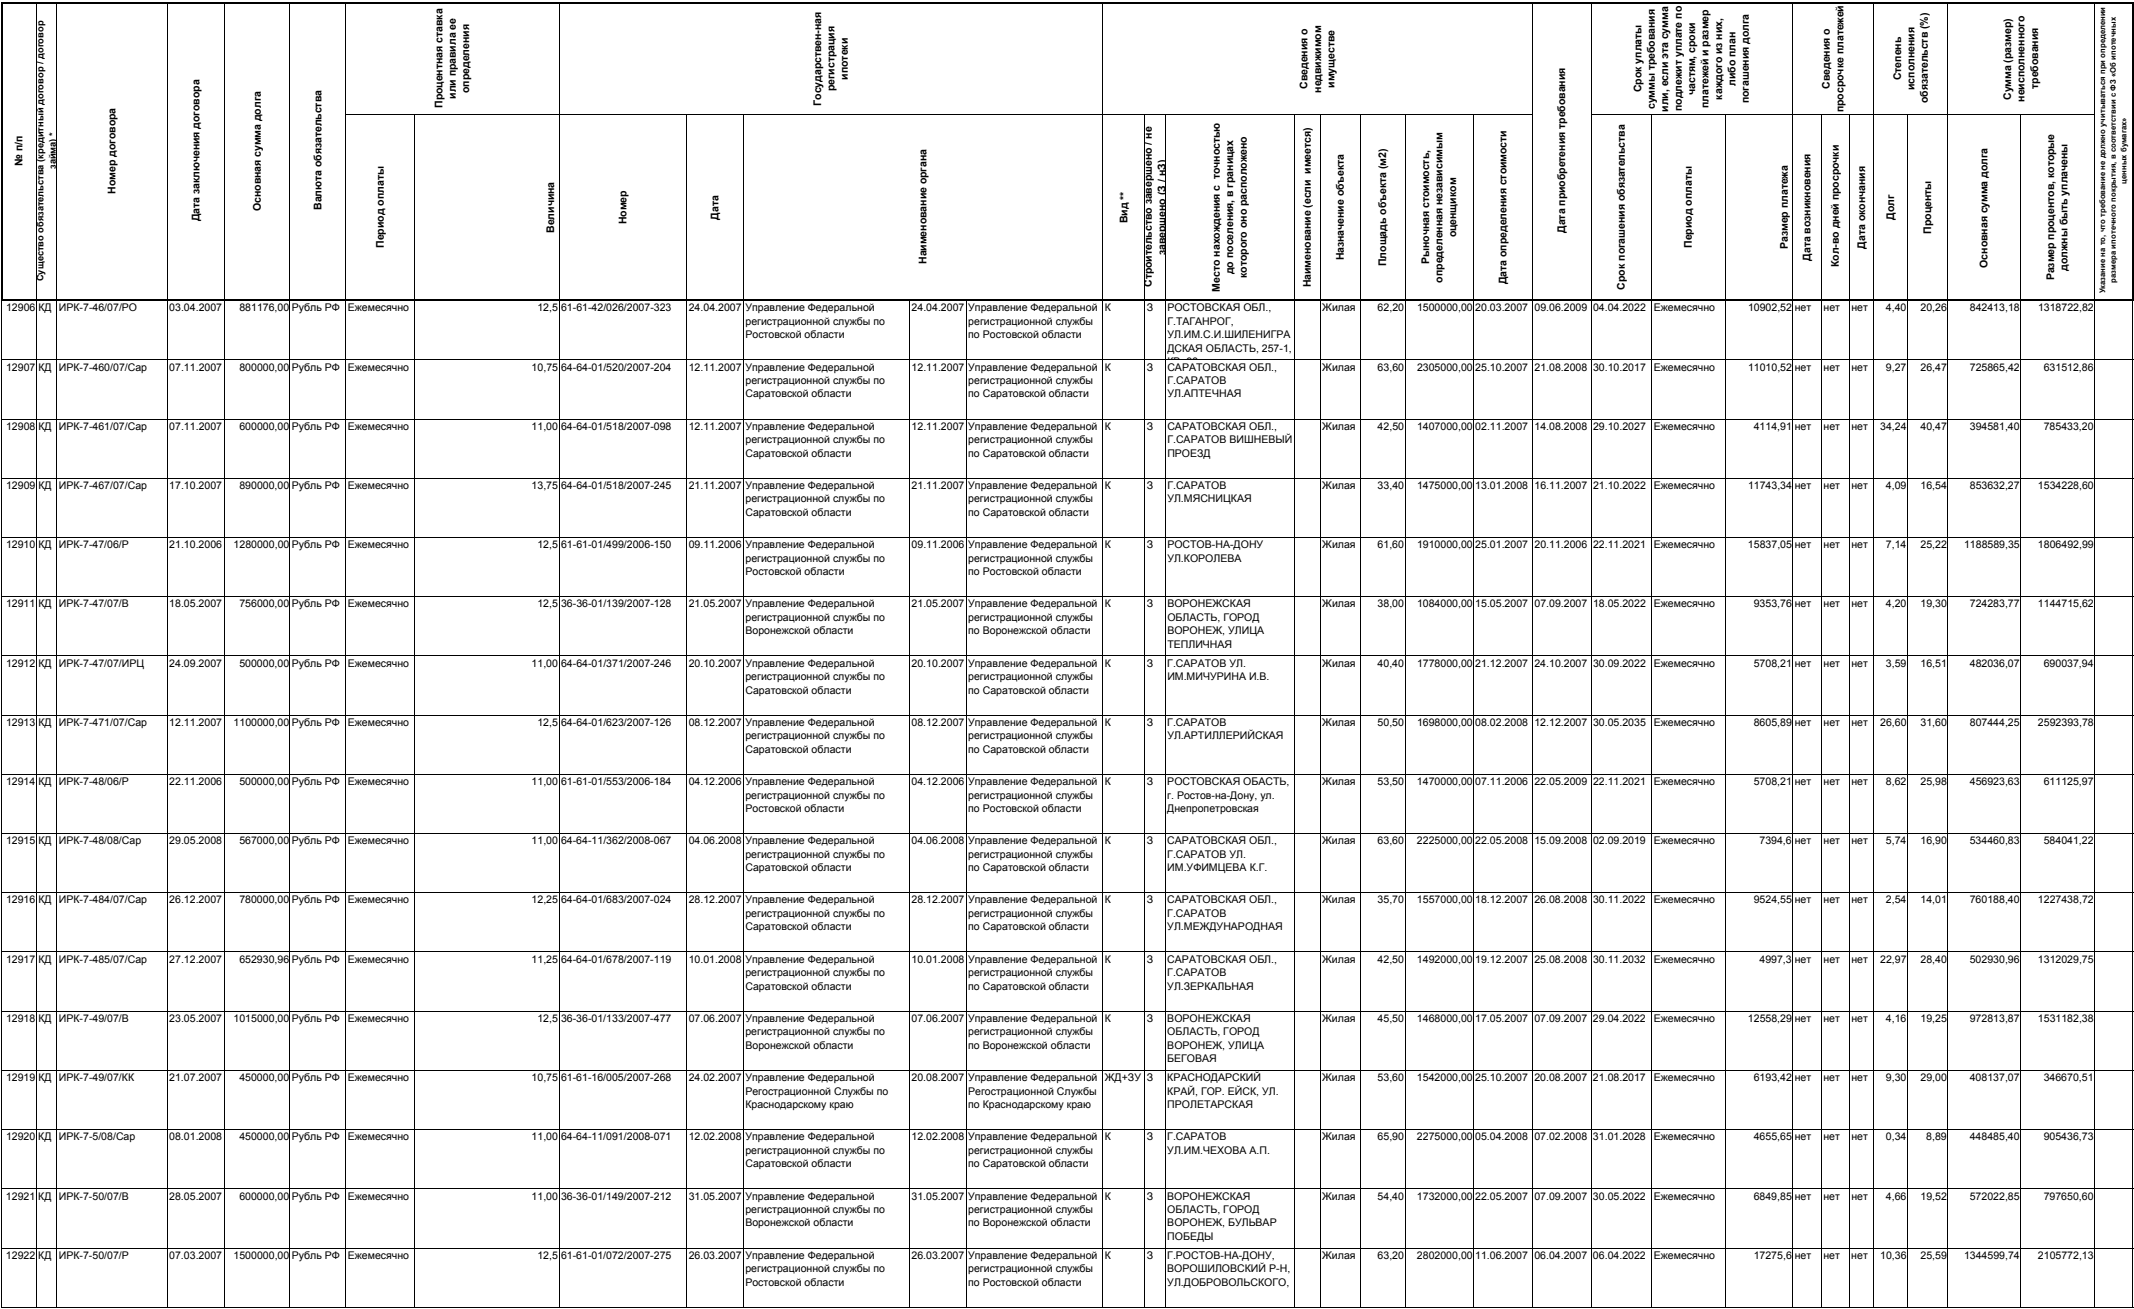 № п/п
Существо обязательства (кредитный договор / договор займа) *
Номер договора
Дата заключения договора
Основная сумма долга
Валюта обязательства
Процентная ставка или правила ее определения
Период оплаты
Величина
Государствен-ная регистрация ипотеки
Номер
Дата
Наименование органа
Сведения о недвижимом имуществе
Вид **
Строительство завершено / не завершено (З / нЗ)
Место нахождения с точностью до поселения, в границах которого оно расположено
Наименование (если имеется)
Назначение объекта
Площадь объекта (м2)
Рыночная стоимость, определенная независимым оценщиком
Дата определения стоимости
Дата приобретения требования
Срок уплаты суммы требования или, если эта сумма подлежит уплате по частям, сроки платежей и размер каждого из них, либо план погашения долга
Срок погашения обязательства
Период оплаты
Размер платежа
Сведения о просрочке платежей
Дата возникновения
Кол-во дней просрочки
Дата окончания
Степень исполнения обязательств (%)
Долг
Проценты
Сумма (размер) неисполненного требования
Основная сумма долга
Размер процентов, которые должны быть уплачены
Указание на то, что требование не должно учитываться при определении размера ипотечного покрытия, в соответствии с ФЗ «Об ипотечных ценных бумагах»
12906 КД ИРК-7-46/07/РО 03.04.2007 881176,00 Рубль РФ Ежемесячно 12,5 61-61-42/026/2007-323 24.04.2007 Управление Федеральной регистрационной службы по Ростовской области 24.04.2007 Управление Федеральной регистрационной службы по Ростовской области К З РОСТОВСКАЯ ОБЛ., Г.ТАГАНРОГ, УЛ.ИМ.С.И.ШИЛЕНИГРА ДСКАЯ ОБЛАСТЬ, 257-1, Жилая 62,20 1500000,00 20.03.2007 09.06.2009 04.04.2022 Ежемесячно 10902,52 нет нет нет 4,40 20,26 842413,18 1318722,82
12907 КД ИРК-7-460/07/Сар 07.11.2007 800000,00 Рубль РФ Ежемесячно 10,75 64-64-01/520/2007-204 12.11.2007 Управление Федеральной регистрационной службы по Саратовской области 12.11.2007 Управление Федеральной регистрационной службы по Саратовской области К З САРАТОВСКАЯ ОБЛ., Г.САРАТОВ УЛ.АПТЕЧНАЯ Жилая 63,60 2305000,00 25.10.2007 21.08.2008 30.10.2017 Ежемесячно 11010,52 нет нет нет 9,27 26,47 725865,42 631512,86
12908 КД ИРК-7-461/07/Сар 07.11.2007 600000,00 Рубль РФ Ежемесячно 11,00 64-64-01/518/2007-098 12.11.2007 Управление Федеральной регистрационной службы по Саратовской области 12.11.2007 Управление Федеральной регистрационной службы по Саратовской области К З САРАТОВСКАЯ ОБЛ., Г.САРАТОВ ВИШНЕВЫЙ ПРОЕЗД Жилая 42,50 1407000,00 02.11.2007 14.08.2008 29.10.2027 Ежемесячно 4114,91 нет нет нет 34,24 40,47 394581,40 785433,20
12909 КД ИРК-7-467/07/Сар 17.10.2007 890000,00 Рубль РФ Ежемесячно 13,75 64-64-01/518/2007-245 21.11.2007 Управление Федеральной регистрационной службы по Саратовской области 21.11.2007 Управление Федеральной регистрационной службы по Саратовской области К З Г.САРАТОВ УЛ.МЯСНИЦКАЯ Жилая 33,40 1475000,00 13.01.2008 16.11.2007 21.10.2022 Ежемесячно 11743,34 нет нет нет 4,09 16,54 853632,27 1534228,60
12910 КД ИРК-7-47/06/Р 21.10.2006 1280000,00 Рубль РФ Ежемесячно 12,5 61-61-01/499/2006-150 09.11.2006 Управление Федеральной регистрационной службы по Ростовской области 09.11.2006 Управление Федеральной регистрационной службы по Ростовской области К З РОСТОВ-НА-ДОНУ УЛ.КОРОЛЕВА Жилая 61,60 1910000,00 25.01.2007 20.11.2006 22.11.2021 Ежемесячно 15837,05 нет нет нет 7,14 25,22 1188589,35 1806492,99
12911 КД ИРК-7-47/07/В 18.05.2007 756000,00 Рубль РФ Ежемесячно 12,5 36-36-01/139/2007-128 21.05.2007 Управление Федеральной регистрационной службы по Воронежской области 21.05.2007 Управление Федеральной регистрационной службы по Воронежской области К З ВОРОНЕЖСКАЯ ОБЛАСТЬ, ГОРОД ВОРОНЕЖ, УЛИЦА ТЕПЛИЧНАЯ Жилая 38,00 1084000,00 15.05.2007 07.09.2007 18.05.2022 Ежемесячно 9353,76 нет нет нет 4,20 19,30 724283,77 1144715,62
12912 КД ИРК-7-47/07/ИРЦ 24.09.2007 500000,00 Рубль РФ Ежемесячно 11,00 64-64-01/371/2007-246 20.10.2007 Управление Федеральной регистрационной службы по Саратовской области 20.10.2007 Управление Федеральной регистрационной службы по Саратовской области К З Г.САРАТОВ УЛ. ИМ.МИЧУРИНА И.В. Жилая 40,40 1778000,00 21.12.2007 24.10.2007 30.09.2022 Ежемесячно 5708,21 нет нет нет 3,59 16,51 482036,07 690037,94
12913 КД ИРК-7-471/07/Сар 12.11.2007 1100000,00 Рубль РФ Ежемесячно 12,5 64-64-01/623/2007-126 08.12.2007 Управление Федеральной регистрационной службы по Саратовской области 08.12.2007 Управление Федеральной регистрационной службы по Саратовской области К З Г.САРАТОВ УЛ.АРТИЛЛЕРИЙСКАЯ Жилая 50,50 1698000,00 08.02.2008 12.12.2007 30.05.2035 Ежемесячно 8605,89 нет нет нет 26,60 31,60 807444,25 2592393,78
12914 КД ИРК-7-48/06/Р 22.11.2006 500000,00 Рубль РФ Ежемесячно 11,00 61-61-01/553/2006-184 04.12.2006 Управление Федеральной регистрационной службы по Ростовской области 04.12.2006 Управление Федеральной регистрационной службы по Ростовской области К З РОСТОВСКАЯ ОБАСТЬ, г. Ростов-на-Дону, ул. Днепропетровская Жилая 53,50 1470000,00 07.11.2006 22.05.2009 22.11.2021 Ежемесячно 5708,21 нет нет нет 8,62 25,98 456923,63 611125,97
12915 КД ИРК-7-48/08/Сар 29.05.2008 567000,00 Рубль РФ Ежемесячно 11,00 64-64-11/362/2008-067 04.06.2008 Управление Федеральной регистрационной службы по Саратовской области 04.06.2008 Управление Федеральной регистрационной службы по Саратовской области К З САРАТОВСКАЯ ОБЛ., Г.САРАТОВ УЛ. ИМ.УФИМЦЕВА К.Г. Жилая 63,60 2225000,00 22.05.2008 15.09.2008 02.09.2019 Ежемесячно 7394,6 нет нет нет 5,74 16,90 534460,83 584041,22
12916 КД ИРК-7-484/07/Сар 26.12.2007 780000,00 Рубль РФ Ежемесячно 12,25 64-64-01/683/2007-024 28.12.2007 Управление Федеральной регистрационной службы по Саратовской области 28.12.2007 Управление Федеральной регистрационной службы по Саратовской области К З САРАТОВСКАЯ ОБЛ., Г.САРАТОВ УЛ.МЕЖДУНАРОДНАЯ Жилая 35,70 1557000,00 18.12.2007 26.08.2008 30.11.2022 Ежемесячно 9524,55 нет нет нет 2,54 14,01 760188,40 1227438,72
12917 КД ИРК-7-485/07/Сар 27.12.2007 652930,96 Рубль РФ Ежемесячно 11,25 64-64-01/678/2007-119 10.01.2008 Управление Федеральной регистрационной службы по Саратовской области 10.01.2008 Управление Федеральной регистрационной службы по Саратовской области К З САРАТОВСКАЯ ОБЛ., Г.САРАТОВ УЛ.ЗЕРКАЛЬНАЯ Жилая 42,50 1492000,00 19.12.2007 25.08.2008 30.11.2032 Ежемесячно 4997,3 нет нет нет 22,97 28,40 502930,96 1312029,75
12918 КД ИРК-7-49/07/В 23.05.2007 1015000,00 Рубль РФ Ежемесячно 12,5 36-36-01/133/2007-477 07.06.2007 Управление Федеральной регистрационной службы по Воронежской области 07.06.2007 Управление Федеральной регистрационной службы по Воронежской области К З ВОРОНЕЖСКАЯ ОБЛАСТЬ, ГОРОД ВОРОНЕЖ, УЛИЦА БЕГОВАЯ Жилая 45,50 1468000,00 17.05.2007 07.09.2007 29.04.2022 Ежемесячно 12558,29 нет нет нет 4,16 19,25 972813,87 1531182,38
12919 КД ИРК-7-49/07/КК 21.07.2007 450000,00 Рубль РФ Ежемесячно 10,75 61-61-16/005/2007-268 24.02.2007 Управление Федеральной Регострационной Службы по Краснодарскому краю 20.08.2007 Управление Федеральной Регострационной Службы по Краснодарскому краю ЖД+ЗУ З КРАСНОДАРСКИЙ КРАЙ, ГОР. ЕЙСК, УЛ. ПРОЛЕТАРСКАЯ Жилая 53,60 1542000,00 25.10.2007 20.08.2007 21.08.2017 Ежемесячно 6193,42 нет нет нет 9,30 29,00 408137,07 346670,51
12920 КД ИРК-7-5/08/Сар 08.01.2008 450000,00 Рубль РФ Ежемесячно 11,00 64-64-11/091/2008-071 12.02.2008 Управление Федеральной регистрационной службы по Саратовской области 12.02.2008 Управление Федеральной регистрационной службы по Саратовской области К З Г.САРАТОВ УЛ.ИМ.ЧЕХОВА А.П. Жилая 65,90 2275000,00 05.04.2008 07.02.2008 31.01.2028 Ежемесячно 4655,65 нет нет нет 0,34 8,89 448485,40 905436,73
12921 КД ИРК-7-50/07/В 28.05.2007 600000,00 Рубль РФ Ежемесячно 11,00 36-36-01/149/2007-212 31.05.2007 Управление Федеральной регистрационной службы по Воронежской области 31.05.2007 Управление Федеральной регистрационной службы по Воронежской области К З ВОРОНЕЖСКАЯ ОБЛАСТЬ, ГОРОД ВОРОНЕЖ, БУЛЬВАР ПОБЕДЫ Жилая 54,40 1732000,00 22.05.2007 07.09.2007 30.05.2022 Ежемесячно 6849,85 нет нет нет 4,66 19,52 572022,85 797650,60
12922 КД ИРК-7-50/07/Р 07.03.2007 1500000,00 Рубль РФ Ежемесячно 12,5 61-61-01/072/2007-275 26.03.2007 Управление Федеральной регистрационной службы по Ростовской области 26.03.2007 Управление Федеральной регистрационной службы по Ростовской области К З Г.РОСТОВ-НА-ДОНУ, ВОРОШИЛОВСКИЙ Р-Н, УЛ.ДОБРОВОЛЬСКОГО, Жилая 63,20 2802000,00 11.06.2007 06.04.2007 06.04.2022 Ежемесячно 17275,6 нет нет нет 10,36 25,59 1344599,74 2105772,13